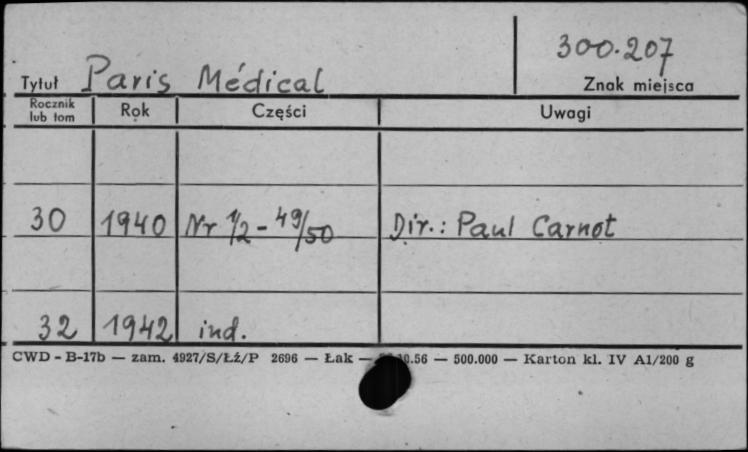 300.207
Tytuł Paris Médical Znak miejsca
Rocznik lub tom Rok Części Uwagi
30 1940 Nr 1/2 - 49/50 Dir.: Paul Carnot
32 1942 ind.
CWD - B-17b — zam. 4927/S/Łź/P 2696 — Łak — 10.56 — 500.000 — Karton kl. IV A1/200 g